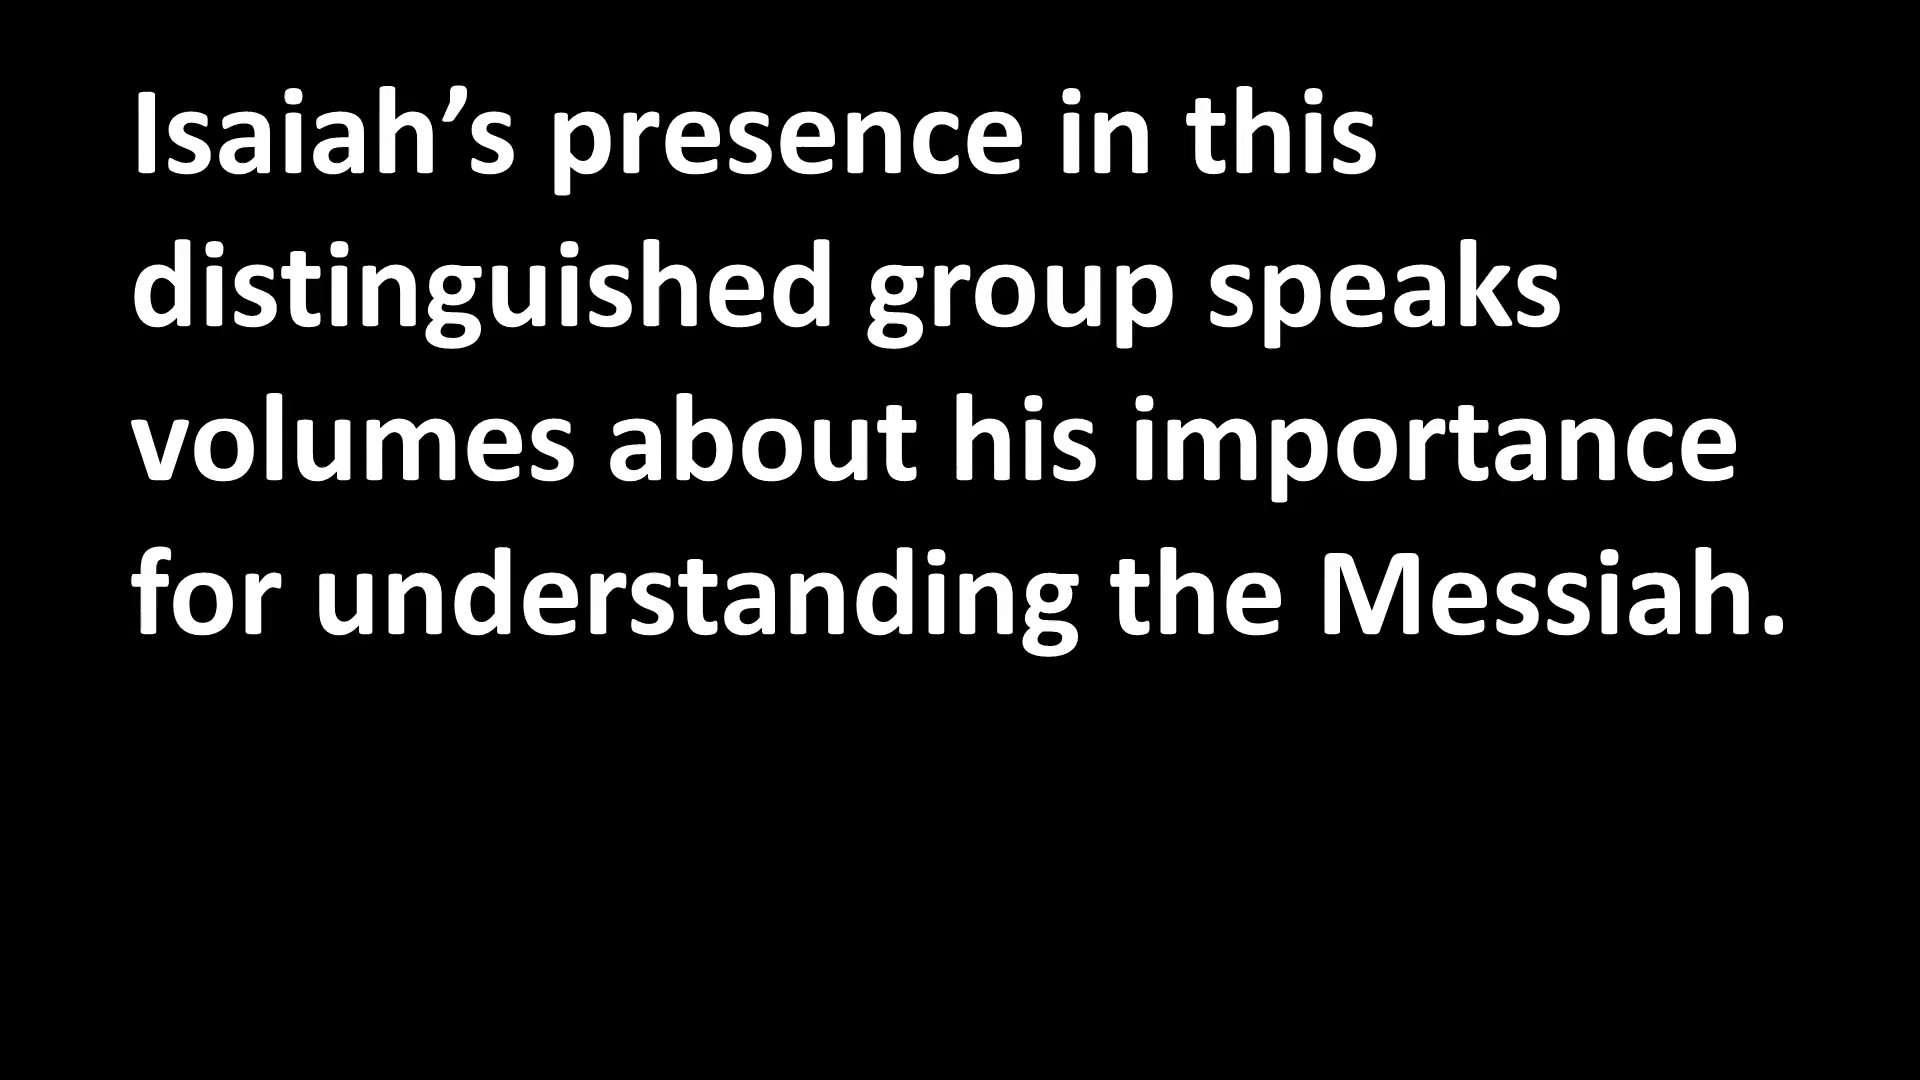 Isaiah’s presence in this
distinguished group speaks
volumes about his importance
for understanding the Messiah.